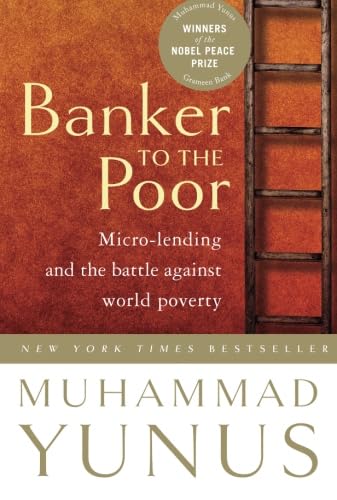 Muhammad Yunus
WINNERS
of the
NOBEL PEACE
PRIZE
Grameen Bank
Banker
TO THE
Poor
Micro-lending
and the battle against
world poverty
NEW YORK TIMES BESTSELLER
MUHAMMAD
YUNUS